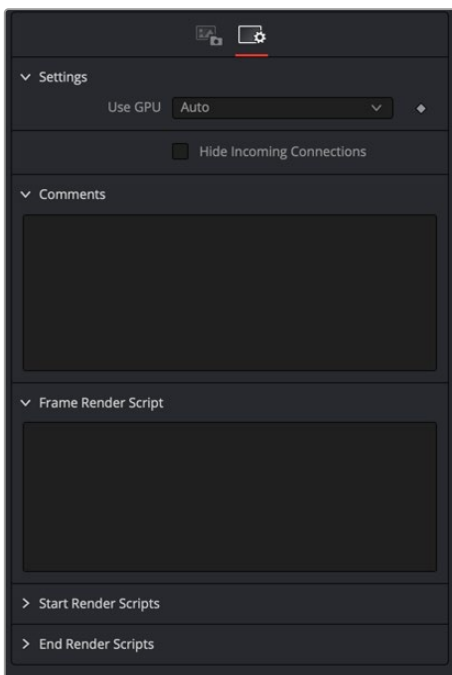 Settings
Use GPU Auto
Hide Incoming Connections
Comments
Frame Render Script
Start Render Scripts
End Render Scripts